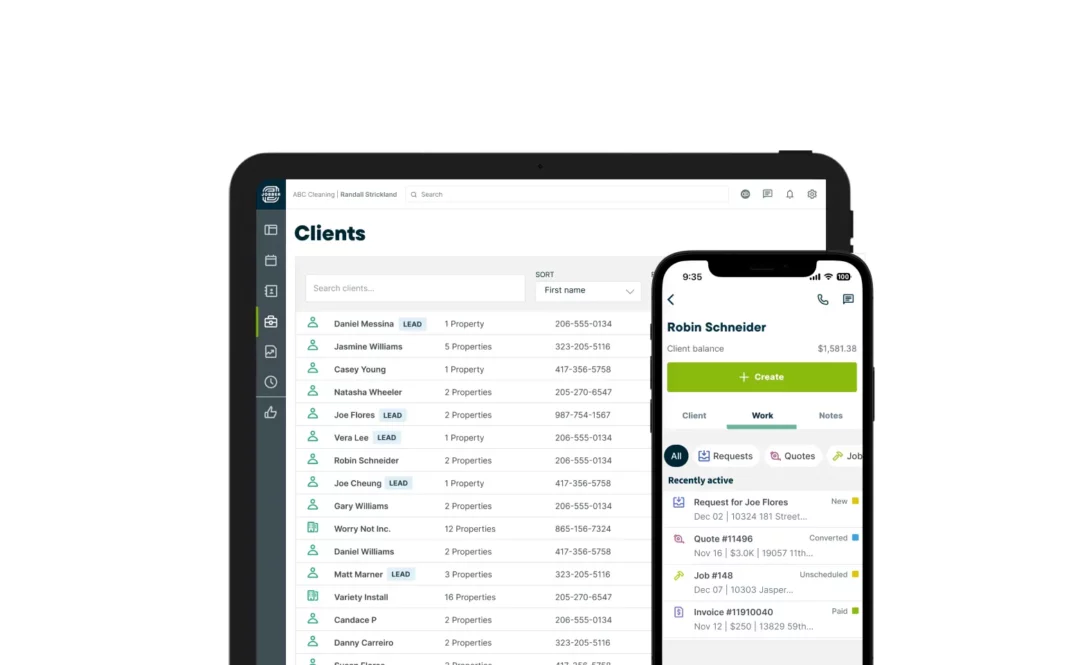 JOBBER
ABC Cleaning | Randall Strickland
Search
Clients
Search clients...
SORT
First name
Daniel Messina LEAD 1 Property 206-555-0134
Jasmine Williams 5 Properties 323-205-5116
Casey Young 1 Property 417-356-5758
Natasha Wheeler 2 Properties 205-270-6547
Joe Flores LEAD 2 Properties 987-754-1567
Vera Lee LEAD 1 Property 206-555-0134
Robin Schneider 2 Properties 206-555-0134
Joe Cheung LEAD 1 Property 417-356-5758
Gary Williams 2 Properties 206-555-0134
Worry Not Inc. 12 Properties 865-156-7324
Daniel Williams 2 Properties 417-356-5758
Matt Marner LEAD 3 Properties 323-205-5116
Variety Install 16 Properties 205-270-6547
Candace P 2 Properties 206-555-0134
Danny Carreiro 2 Properties 323-205-5116
9:35
100
Robin Schneider
Client balance $1,581.38
+ Create
Client Work Notes
All Requests Quotes Job
Recently active
Request for Joe Flores New
Dec 02 | 10324 181 Street...
Quote #11496 Converted
Nov 16 | $3.0K | 19057 11th...
Job #148 Unscheduled
Dec 07 | 10303 Jasper...
Invoice #11910040 Paid
Nov 12 | $250 | 13829 59th...